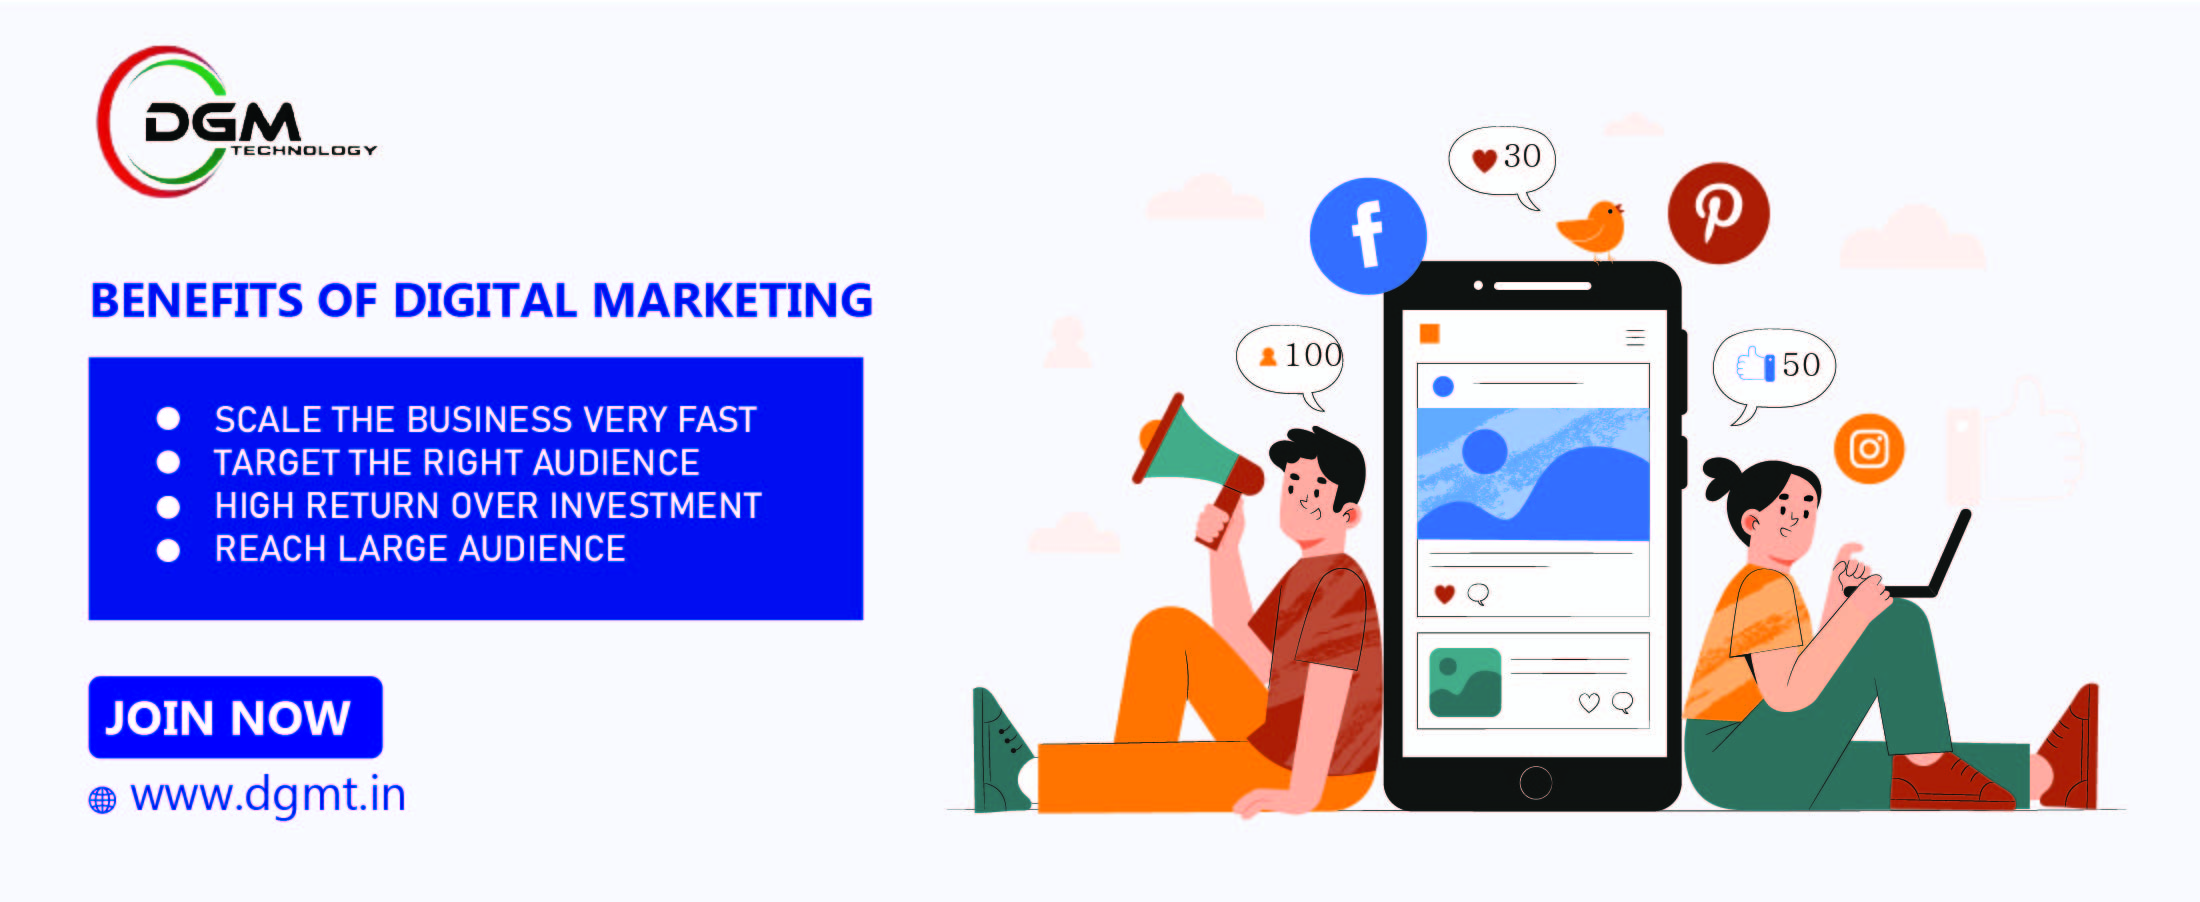 DGM
TECHNOLOGY
BENEFITS OF DIGITAL MARKETING
SCALE THE BUSINESS VERY FAST
TARGET THE RIGHT AUDIENCE
HIGH RETURN OVER INVESTMENT
REACH LARGE AUDIENCE
JOIN NOW
www.dgmt.in
30
100
50